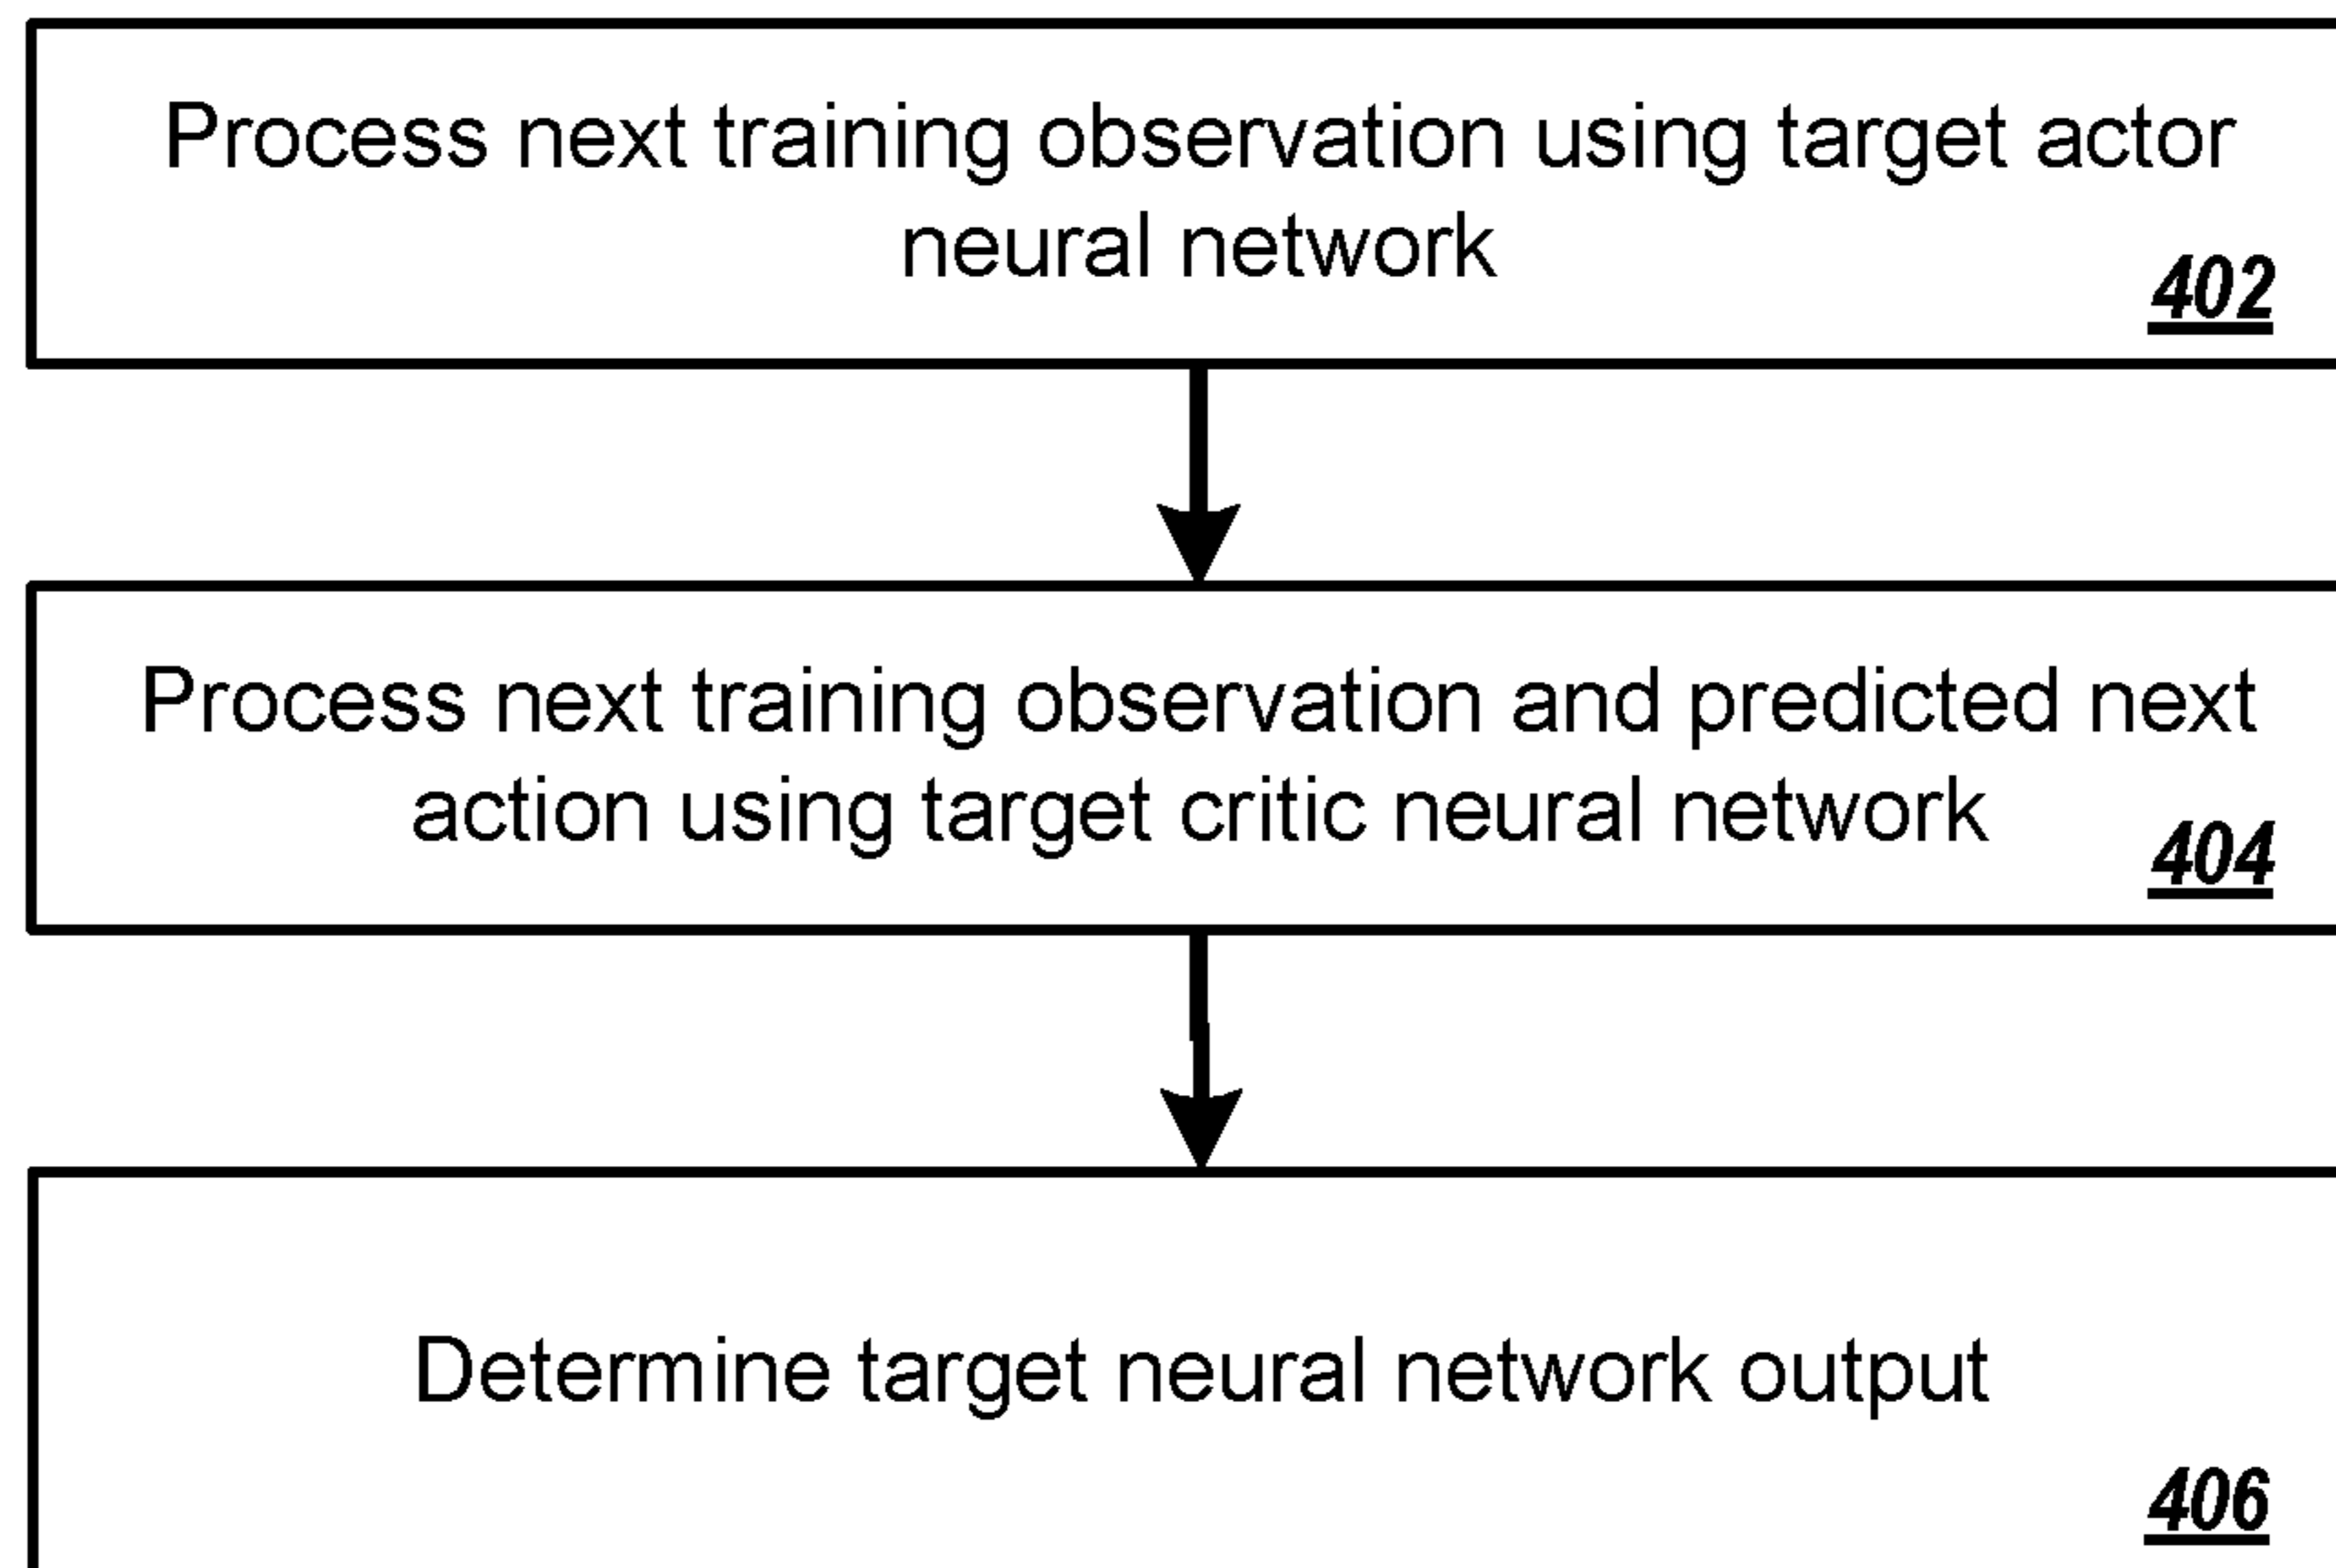 Process next training observation using target actor
neural network
402
Process next training observation and predicted next
action using target critic neural network
404
Determine target neural network output
406